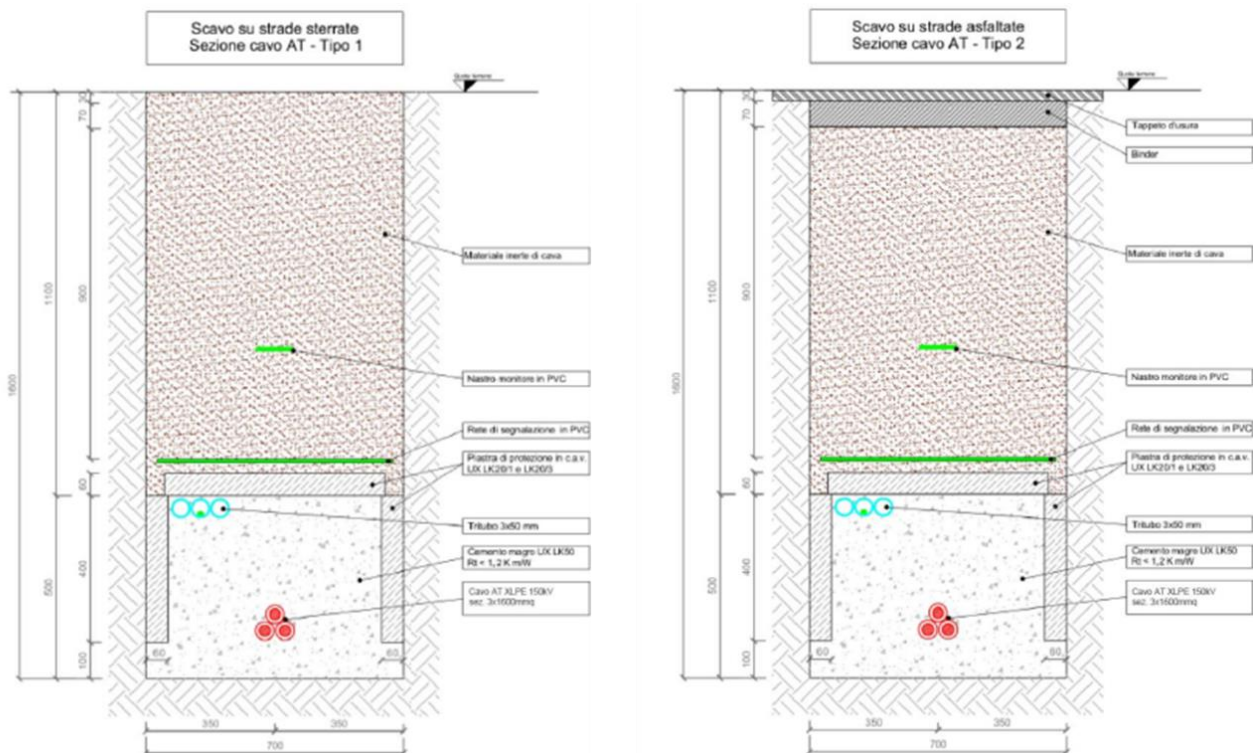 Scavo su strade sterrate
Sezione cavo AT - Tipo 1
Quota terreno
30
70
1100
900
1600
60
500
400
100
60
60
350
350
700
Materiale inerte di cava
Nastro monitore in PVC
Rete di segnalazione in PVC
Piastra di protezione in c.a.v.
UX LK20/1 e LK20/3
Tritubo 3x50 mm
Cemento magro UX LK50
Rt < 1,2 K m/W
Cavo AT XLPE 150kV
sez. 3x1600mmq
Scavo su strade asfaltate
Sezione cavo AT - Tipo 2
Quota terreno
30
70
1100
900
1600
60
500
400
100
60
60
350
350
700
Tappeto d'usura
Binder
Materiale inerte di cava
Nastro monitore in PVC
Rete di segnalazione in PVC
Piastra di protezione in c.a.v.
UX LK20/1 e LK20/3
Tritubo 3x50 mm
Cemento magro UX LK50
Rt < 1,2 K m/W
Cavo AT XLPE 150kV
sez. 3x1600mmq